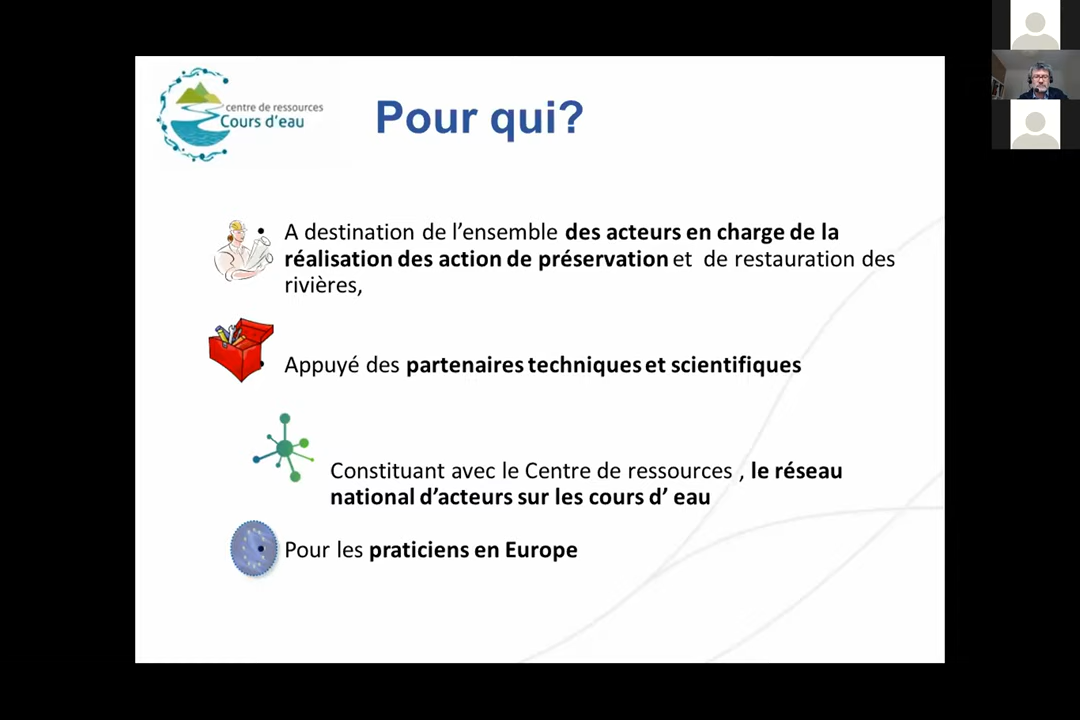 centre de ressources
Cours d'eau
Pour qui?
• A destination de l'ensemble des acteurs en charge de la
réalisation des action de préservation et de restauration des
rivières,
• Appuyé des partenaires techniques et scientifiques
Constituant avec le Centre de ressources , le réseau
national d'acteurs sur les cours d' eau
• Pour les praticiens en Europe